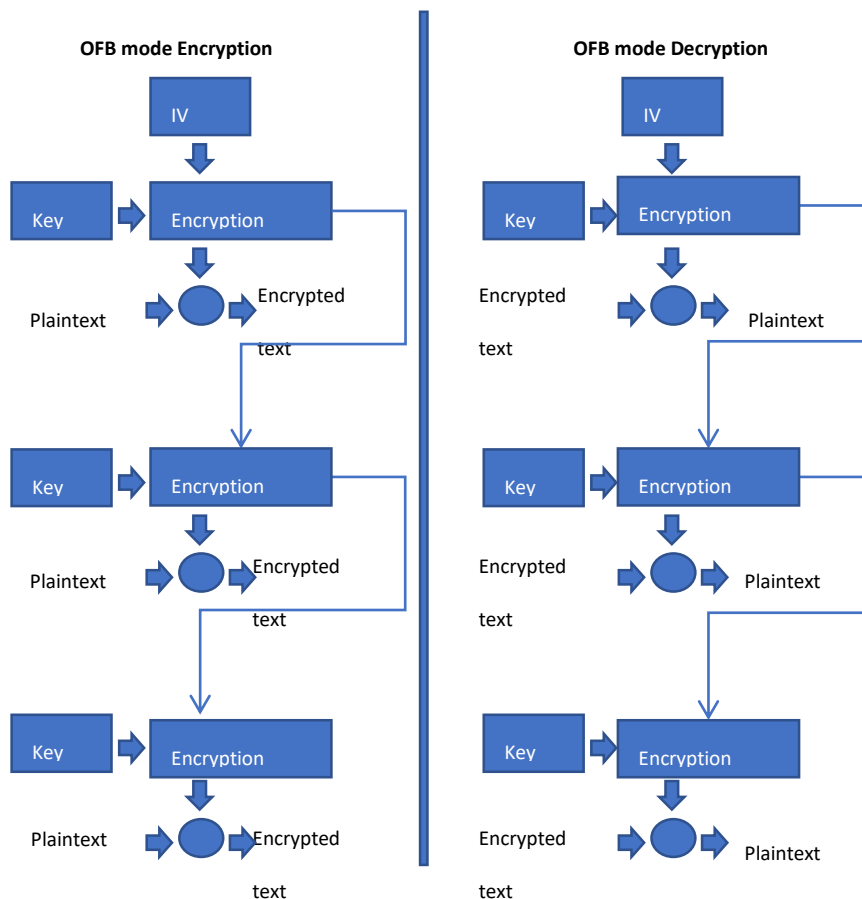 OFB mode Encryption
IV
Key
Encryption
Plaintext
Encrypted
text
Key
Encryption
Plaintext
Encrypted
text
Key
Encryption
Plaintext
Encrypted
text
OFB mode Decryption
IV
Key
Encryption
Encrypted
text
Plaintext
Key
Encryption
Encrypted
text
Plaintext
Key
Encryption
Encrypted
text
Plaintext